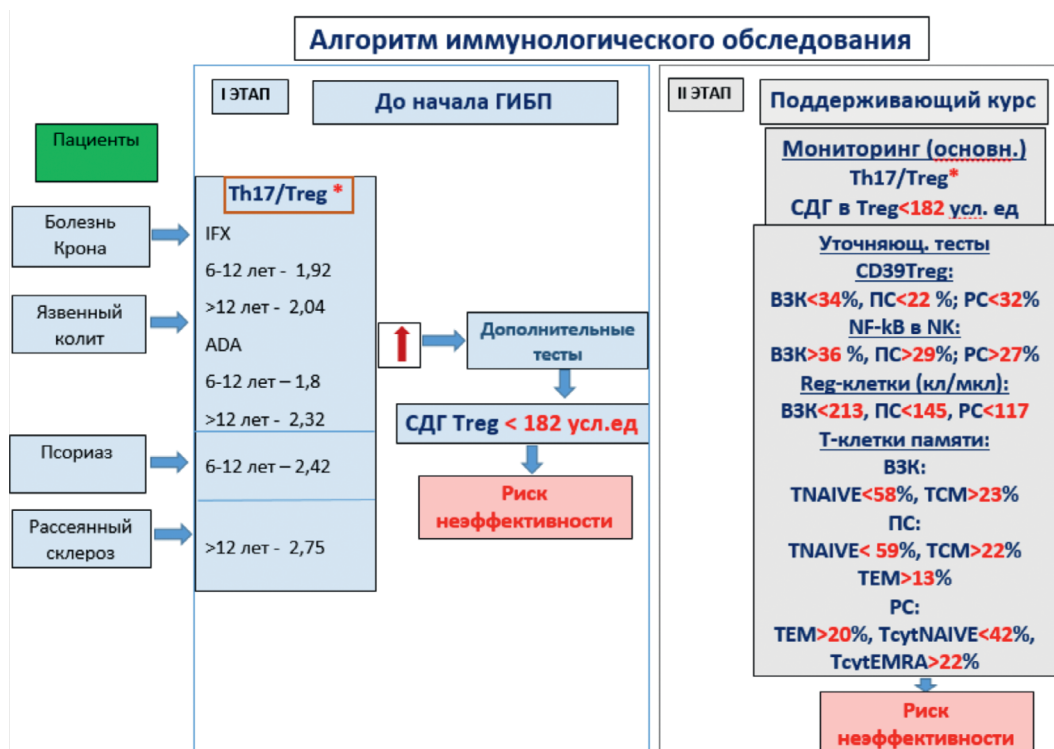 Алгоритм иммунологического обследования
I ЭТАП
До начала ГИБП
Пациенты
Болезнь
Крона
Язвенный
колит
Псориаз
Рассеянный
склероз
Th17/Treg *
IFX
6-12 лет - 1,92
>12 лет - 2,04
ADA
6-12 лет – 1,8
>12 лет - 2,32
6-12 лет – 2,42
>12 лет - 2,75
Дополнительные
тесты
СДГ Treg < 182 усл.ед
Риск
неэффективности
II ЭТАП
Поддерживающий курс
Мониторинг (основн.)
Th17/Treg*
СДГ в Treg<182 усл. ед
Уточняющ. тесты
CD39Treg:
ВЗК<34%, ПС<22 %; РС<32%
NF-kB в NK:
ВЗК>36 %, ПС>29%; РС>27%
Reg-клетки (кл/мкл):
ВЗК<213, ПС<145, РС<117
Т-клетки памяти:
ВЗК:
TNAIVE<58%, TCM>23%
ПС:
TNAIVE< 59%, TCM>22%
TEM>13%
РС:
TEM>20%, TcytNAIVE<42%,
TcytEMRA>22%
Риск
неэффективности